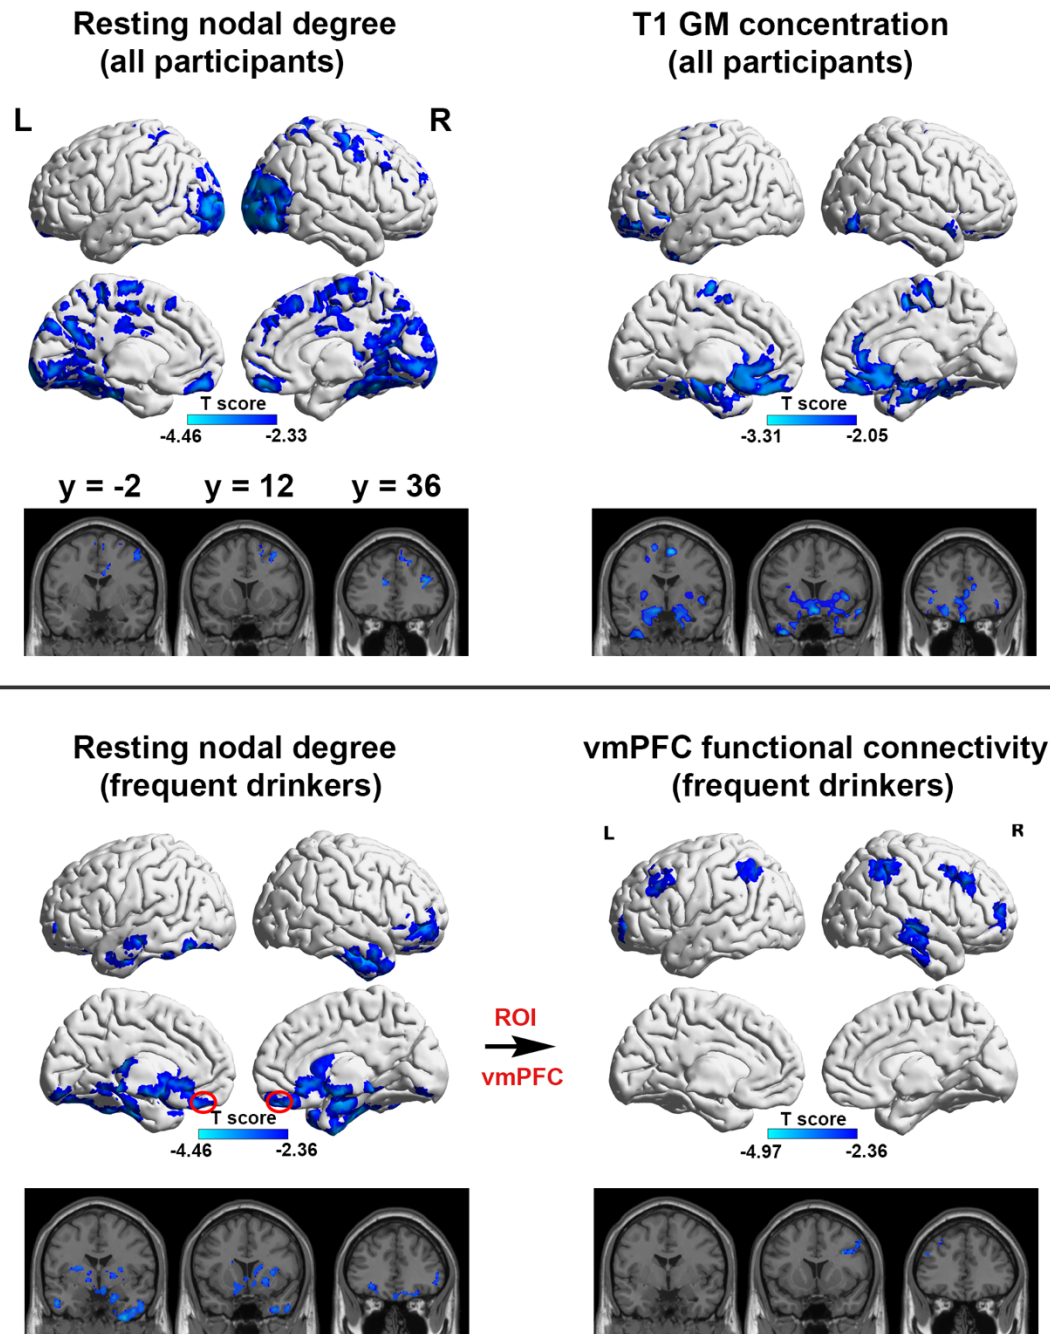 Resting nodal degree
(all participants)
T1 GM concentration
(all participants)
L
R
T score
-4.46
-2.33
T score
-3.31
-2.05
y = -2
y = 12
y = 36
Resting nodal degree
(frequent drinkers)
vmPFC functional connectivity
(frequent drinkers)
L
R
ROI
vmPFC
T score
-4.46
-2.36
T score
-4.97
-2.36